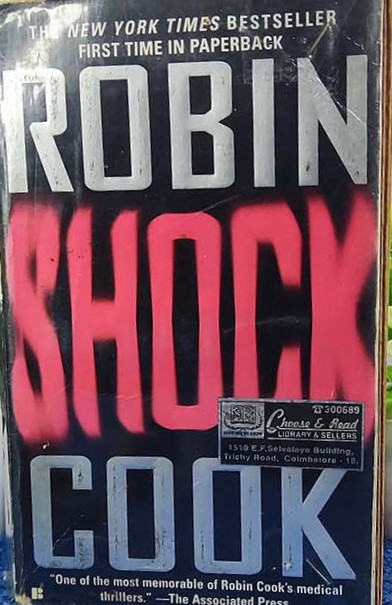 THE NEW YORK TIMES BESTSELLER
FIRST TIME IN PAPERBACK
ROBIN
SHOCK
☎300689
Choose & Read
LIBRARY & SELLERS
1510 E.F,Selvalaya Building,
Trichy Road, Coimbatore - 18.
COOK
B
"One of the most memorable of Robin Cook's medical
thrillers." —The Associated Press